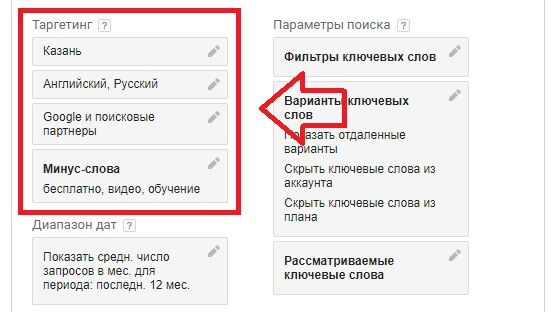 Таргетинг ?
Казань
Английский, Русский
Google и поисковые
партнеры
Минус-слова
бесплатно, видео, обучение
Диапазон дат ?
Показать средн. число
запросов в мес. для
периода: последн. 12 мес.
Параметры поиска ?
Фильтры ключевых слов
Варианты ключевых
слов
Показать отдаленные
варианты
Скрыть ключевые слова из
аккаунта
Скрыть ключевые слова из
плана
Рассматриваемые
ключевые слова